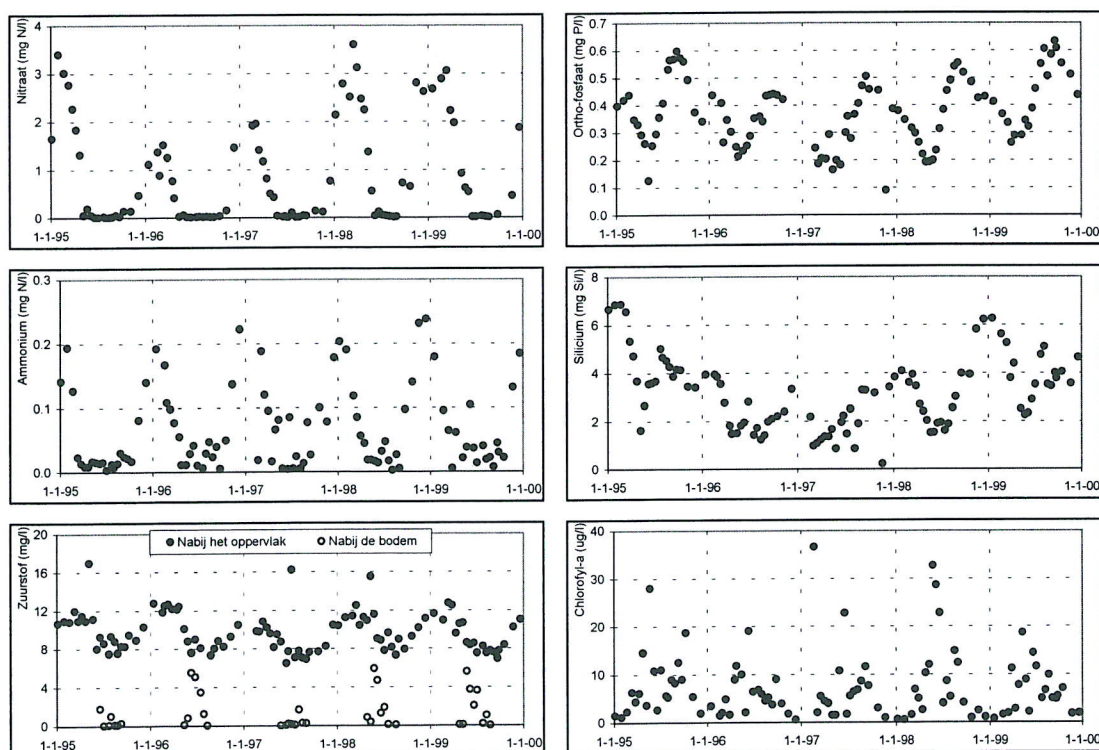 Nitraat (mg N/l)
4
3
2
1
0
1-1-95 1-1-96 1-1-97 1-1-98 1-1-99 1-1-00
Ortho-fosfaat (mg P/l)
0.7
0.6
0.5
0.4
0.3
0.2
0.1
0.0
1-1-95 1-1-96 1-1-97 1-1-98 1-1-99 1-1-00
Ammonium (mg N/l)
0.3
0.2
0.1
0.0
1-1-95 1-1-96 1-1-97 1-1-98 1-1-99 1-1-00
Silicium (mg Si/l)
8
6
4
2
0
1-1-95 1-1-96 1-1-97 1-1-98 1-1-99 1-1-00
Zuurstof (mg/l)
Nabij het oppervlak Nabij de bodem
20
16
12
8
4
0
1-1-95 1-1-96 1-1-97 1-1-98 1-1-99 1-1-00
Chlorofyl-a (ug/l)
40
30
20
10
0
1-1-95 1-1-96 1-1-97 1-1-98 1-1-99 1-1-00